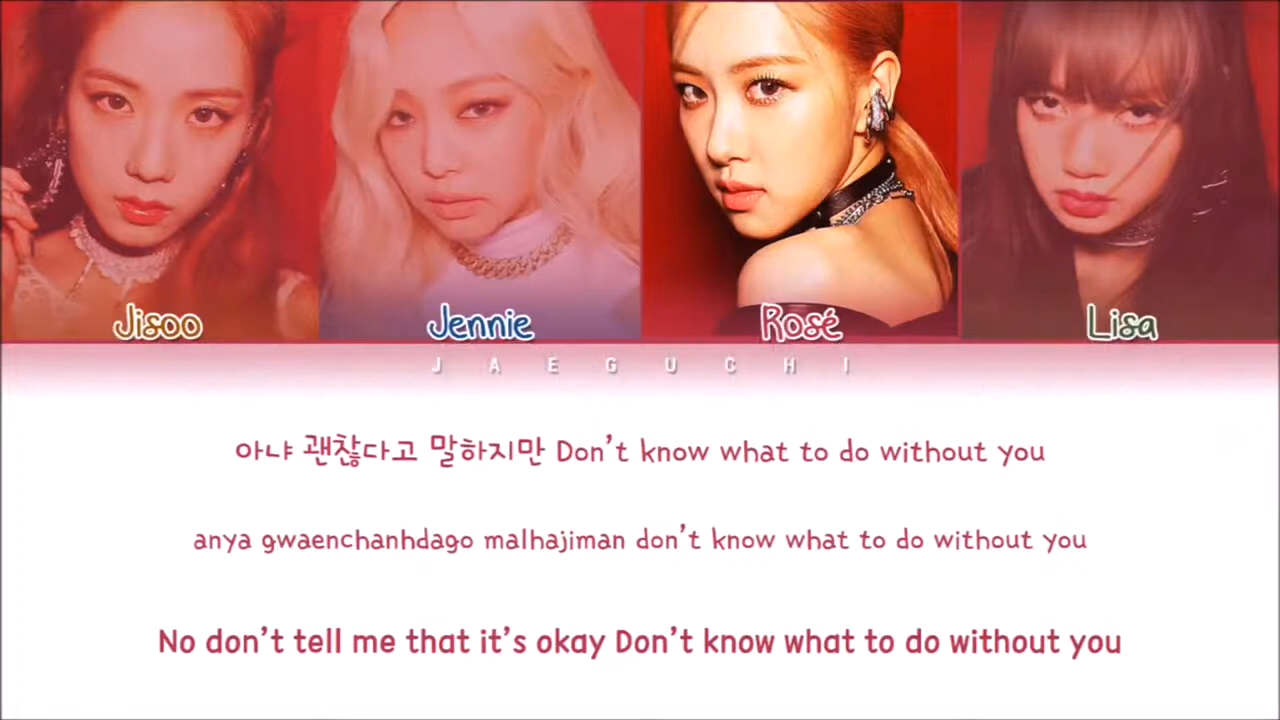 Jisoo
Jennie
Rosé
Lisa
JAEGUCHI
아냐 괜찮다고 말하지만 Don't know what to do without you
anya gwaenchanhdago malhajiman don't know what to do without you
No don't tell me that it's okay Don't know what to do without you